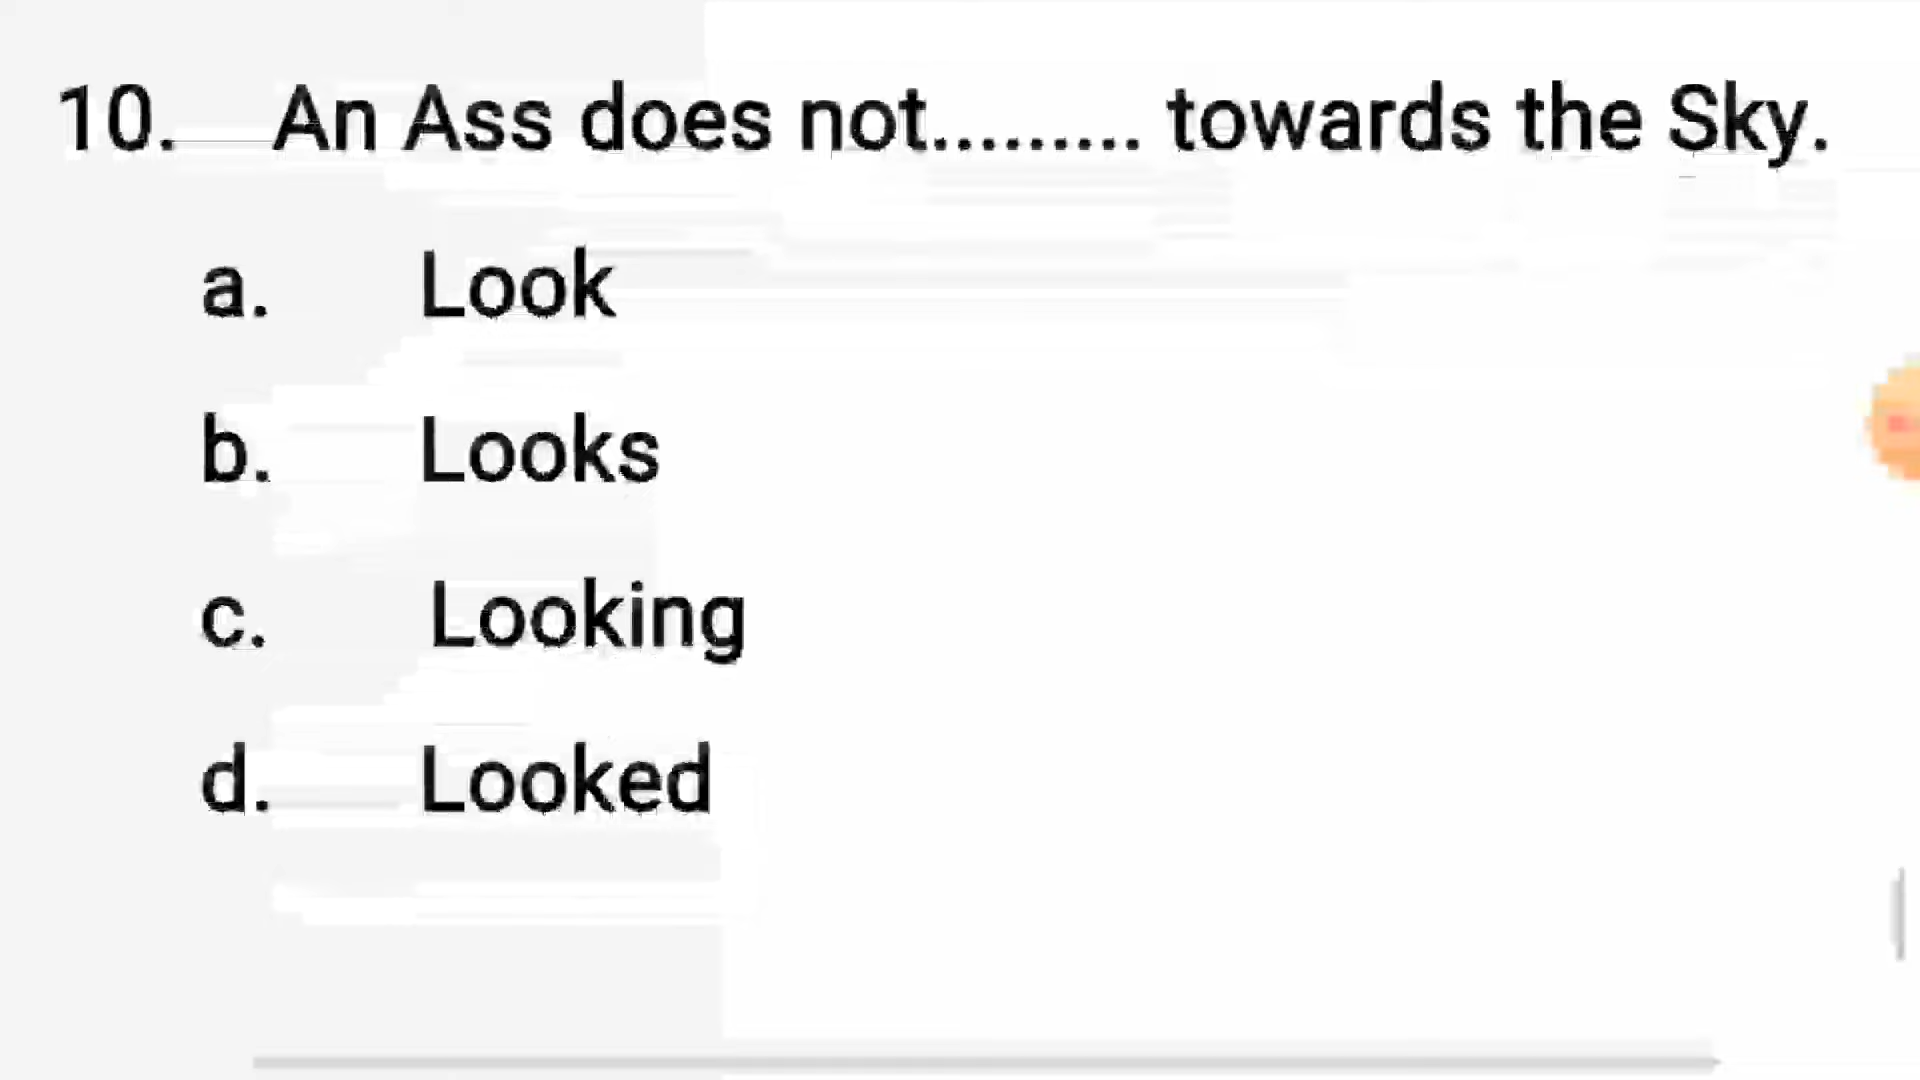 10. An Ass does not......... towards the Sky.
a. Look
b. Looks
c. Looking
d. Looked